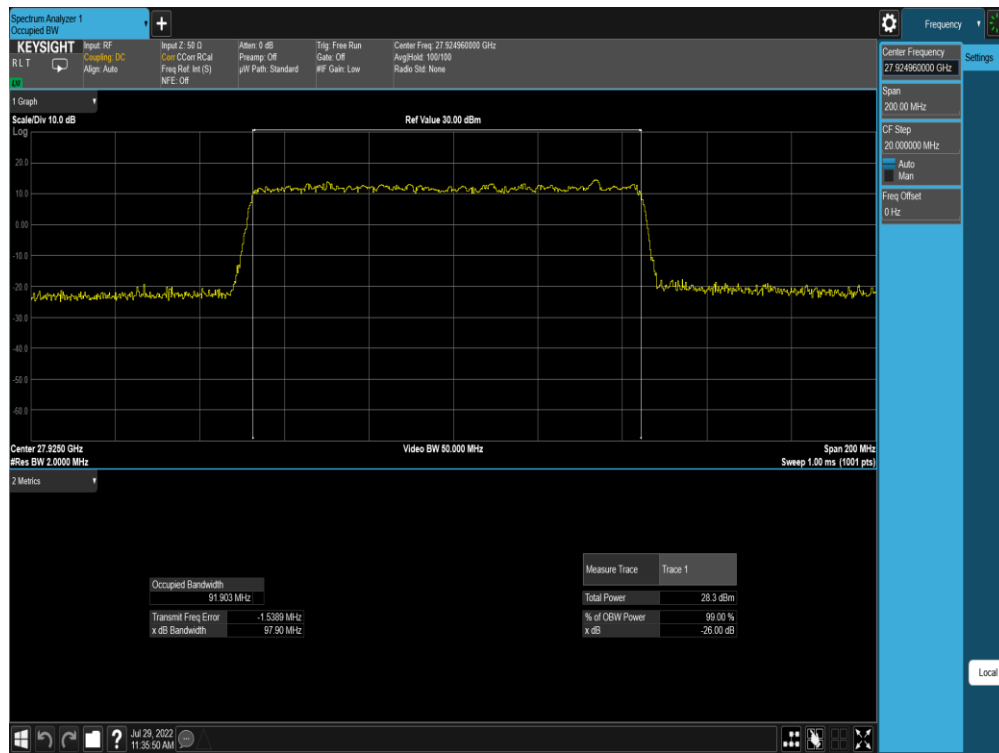 Spectrum Analyzer 1
Occupied BW
+
Frequency
KEYSIGHT
R L T
Input: RF
Coupling: DC
Align: Auto
Input Z: 50 Ω
Corr CCorr RCal
Freq Ref: Int (S)
NFE: Off
Atten: 0 dB
Preamp: Off
µW Path: Standard
Trig: Free Run
Gate: Off
#IF Gain: Low
Center Freq: 27.924960000 GHz
Avg|Hold: 100/100
Radio Std: None
Center Frequency
27.924960000 GHz
Settings
Span
200.00 MHz
CF Step
20.000000 MHz
Auto
Man
Freq Offset
0 Hz
1 Graph
Scale/Div 10.0 dB
Ref Value 30.00 dBm
Log
20.0
10.0
0.00
-10.0
-20.0
-30.0
-40.0
-50.0
-60.0
Center 27.9250 GHz
Video BW 50.000 MHz
Span 200 MHz
#Res BW 2.0000 MHz
Sweep 1.00 ms (1001 pts)
2 Metrics
Measure Trace Trace 1
Occupied Bandwidth
91.903 MHz
Total Power 28.3 dBm
Transmit Freq Error -1.5389 MHz
% of OBW Power 99.00 %
x dB Bandwidth 97.90 MHz
x dB -26.00 dB
Local
?
Jul 29, 2022
11:35:50 AM